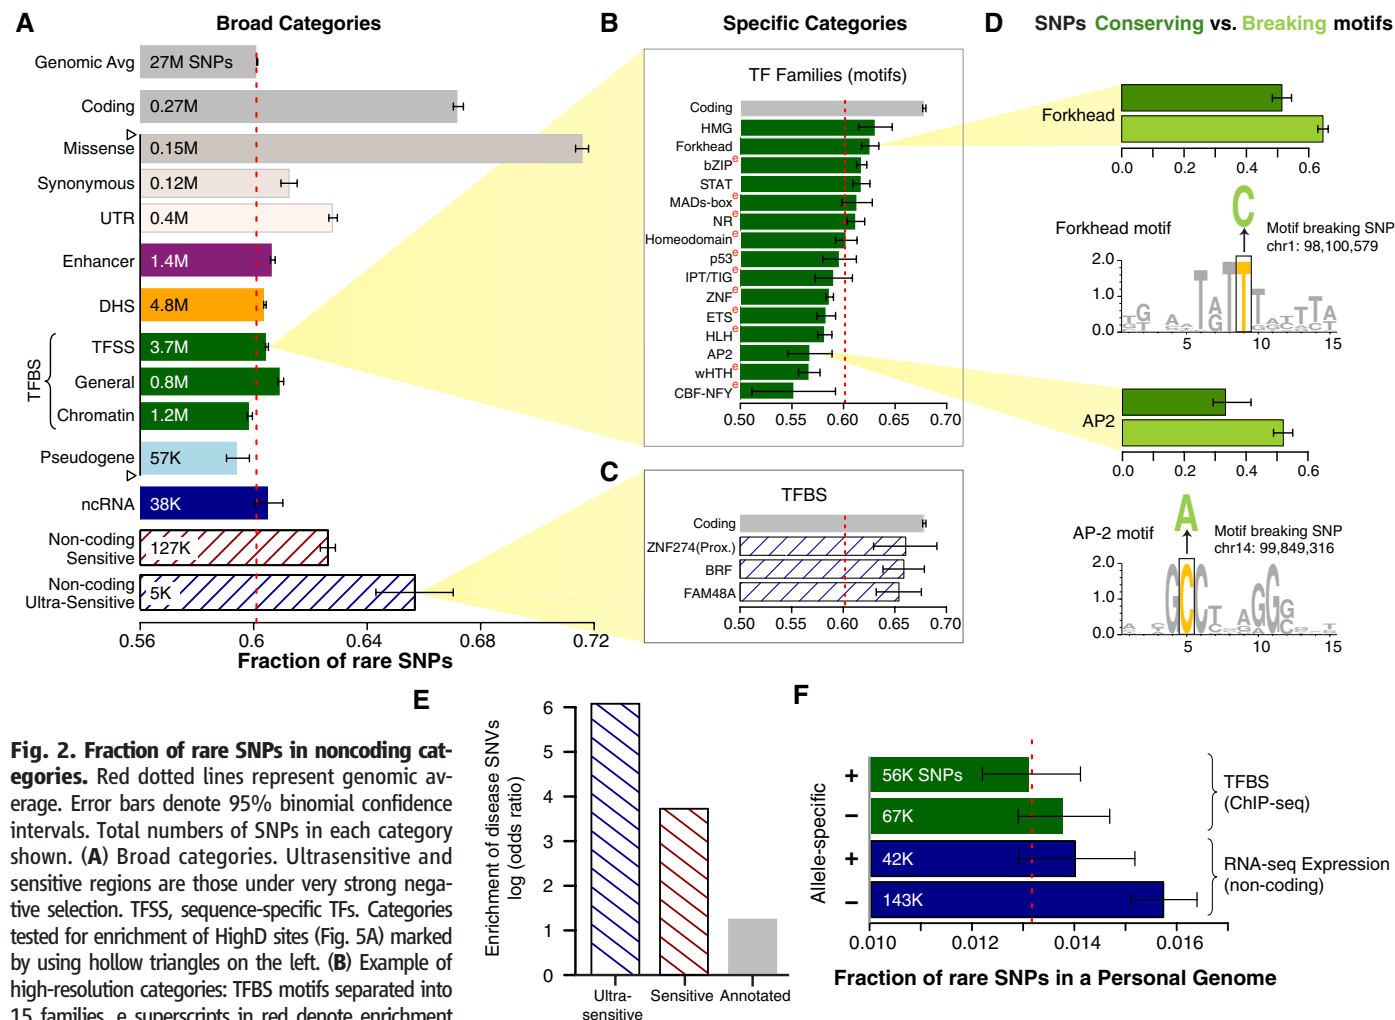 A
Broad Categories
Genomic Avg 27M SNPs
Coding 0.27M
Missense 0.15M
Synonymous 0.12M
UTR 0.4M
Enhancer 1.4M
DHS 4.8M
TFBS
TFSS 3.7M
General 0.8M
Chromatin 1.2M
Pseudogene 57K
ncRNA 38K
Non-coding
Sensitive
127K
Non-coding
Ultra-Sensitive
5K
0.56 0.6 0.64 0.68 0.72
Fraction of rare SNPs
B
Specific Categories
TF Families (motifs)
Coding
HMG
Forkhead
bZIP e
STAT
MADs-box e
NR e
Homeodomain e
p53 e
IPT/TIG
ZNF e
ETS e
HLH e
AP2
wHTH e
CBF-NFY e
0.50 0.55 0.60 0.65 0.70
C
TFBS
Coding
ZNF274(Prox.)
BRF
FAM48A
0.50 0.55 0.60 0.65 0.70
D
SNPs Conserving vs. Breaking motifs
Forkhead
0.0 0.2 0.4 0.6
C
Forkhead motif
Motif breaking SNP
chr1: 98,100,579
2.0
1.0
0.0
5 10 15
AP2
0.0 0.2 0.4 0.6
A
AP-2 motif
Motif breaking SNP
chr14: 99,849,316
2.0
1.0
0.0
5 10 15
E
Enrichment of disease SNVs
log (odds ratio)
6
5
4
3
2
1
0
Ultra-
sensitive
Sensitive
Annotated
F
Allele-specific
+ 56K SNPs
− 67K
+ 42K
− 143K
TFBS
(ChIP-seq)
RNA-seq Expression
(non-coding)
0.010 0.012 0.014 0.016
Fraction of rare SNPs in a Personal Genome
Fig. 2. Fraction of rare SNPs in noncoding cat-
egories. Red dotted lines represent genomic av-
erage. Error bars denote 95% binomial confidence
intervals. Total numbers of SNPs in each category
shown. (A) Broad categories. Ultrasensitive and
sensitive regions are those under very strong nega-
tive selection. TFSS, sequence-specific TFs. Categories
tested for enrichment of HighD sites (Fig. 5A) marked
by using hollow triangles on the left. (B) Example of
high-resolution categories: TFBS motifs separated into
15 families. e superscripts in red denote enrichment